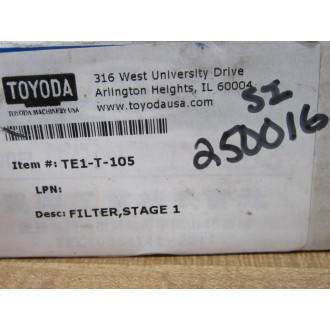 TOYODA
TOYODA MACHINERY USA
316 West University Drive
Arlington Heights, IL 60004
www.toyodausa.com
SI
250016
Item #: TE1-T-105
LPN:
Desc: FILTER,STAGE 1